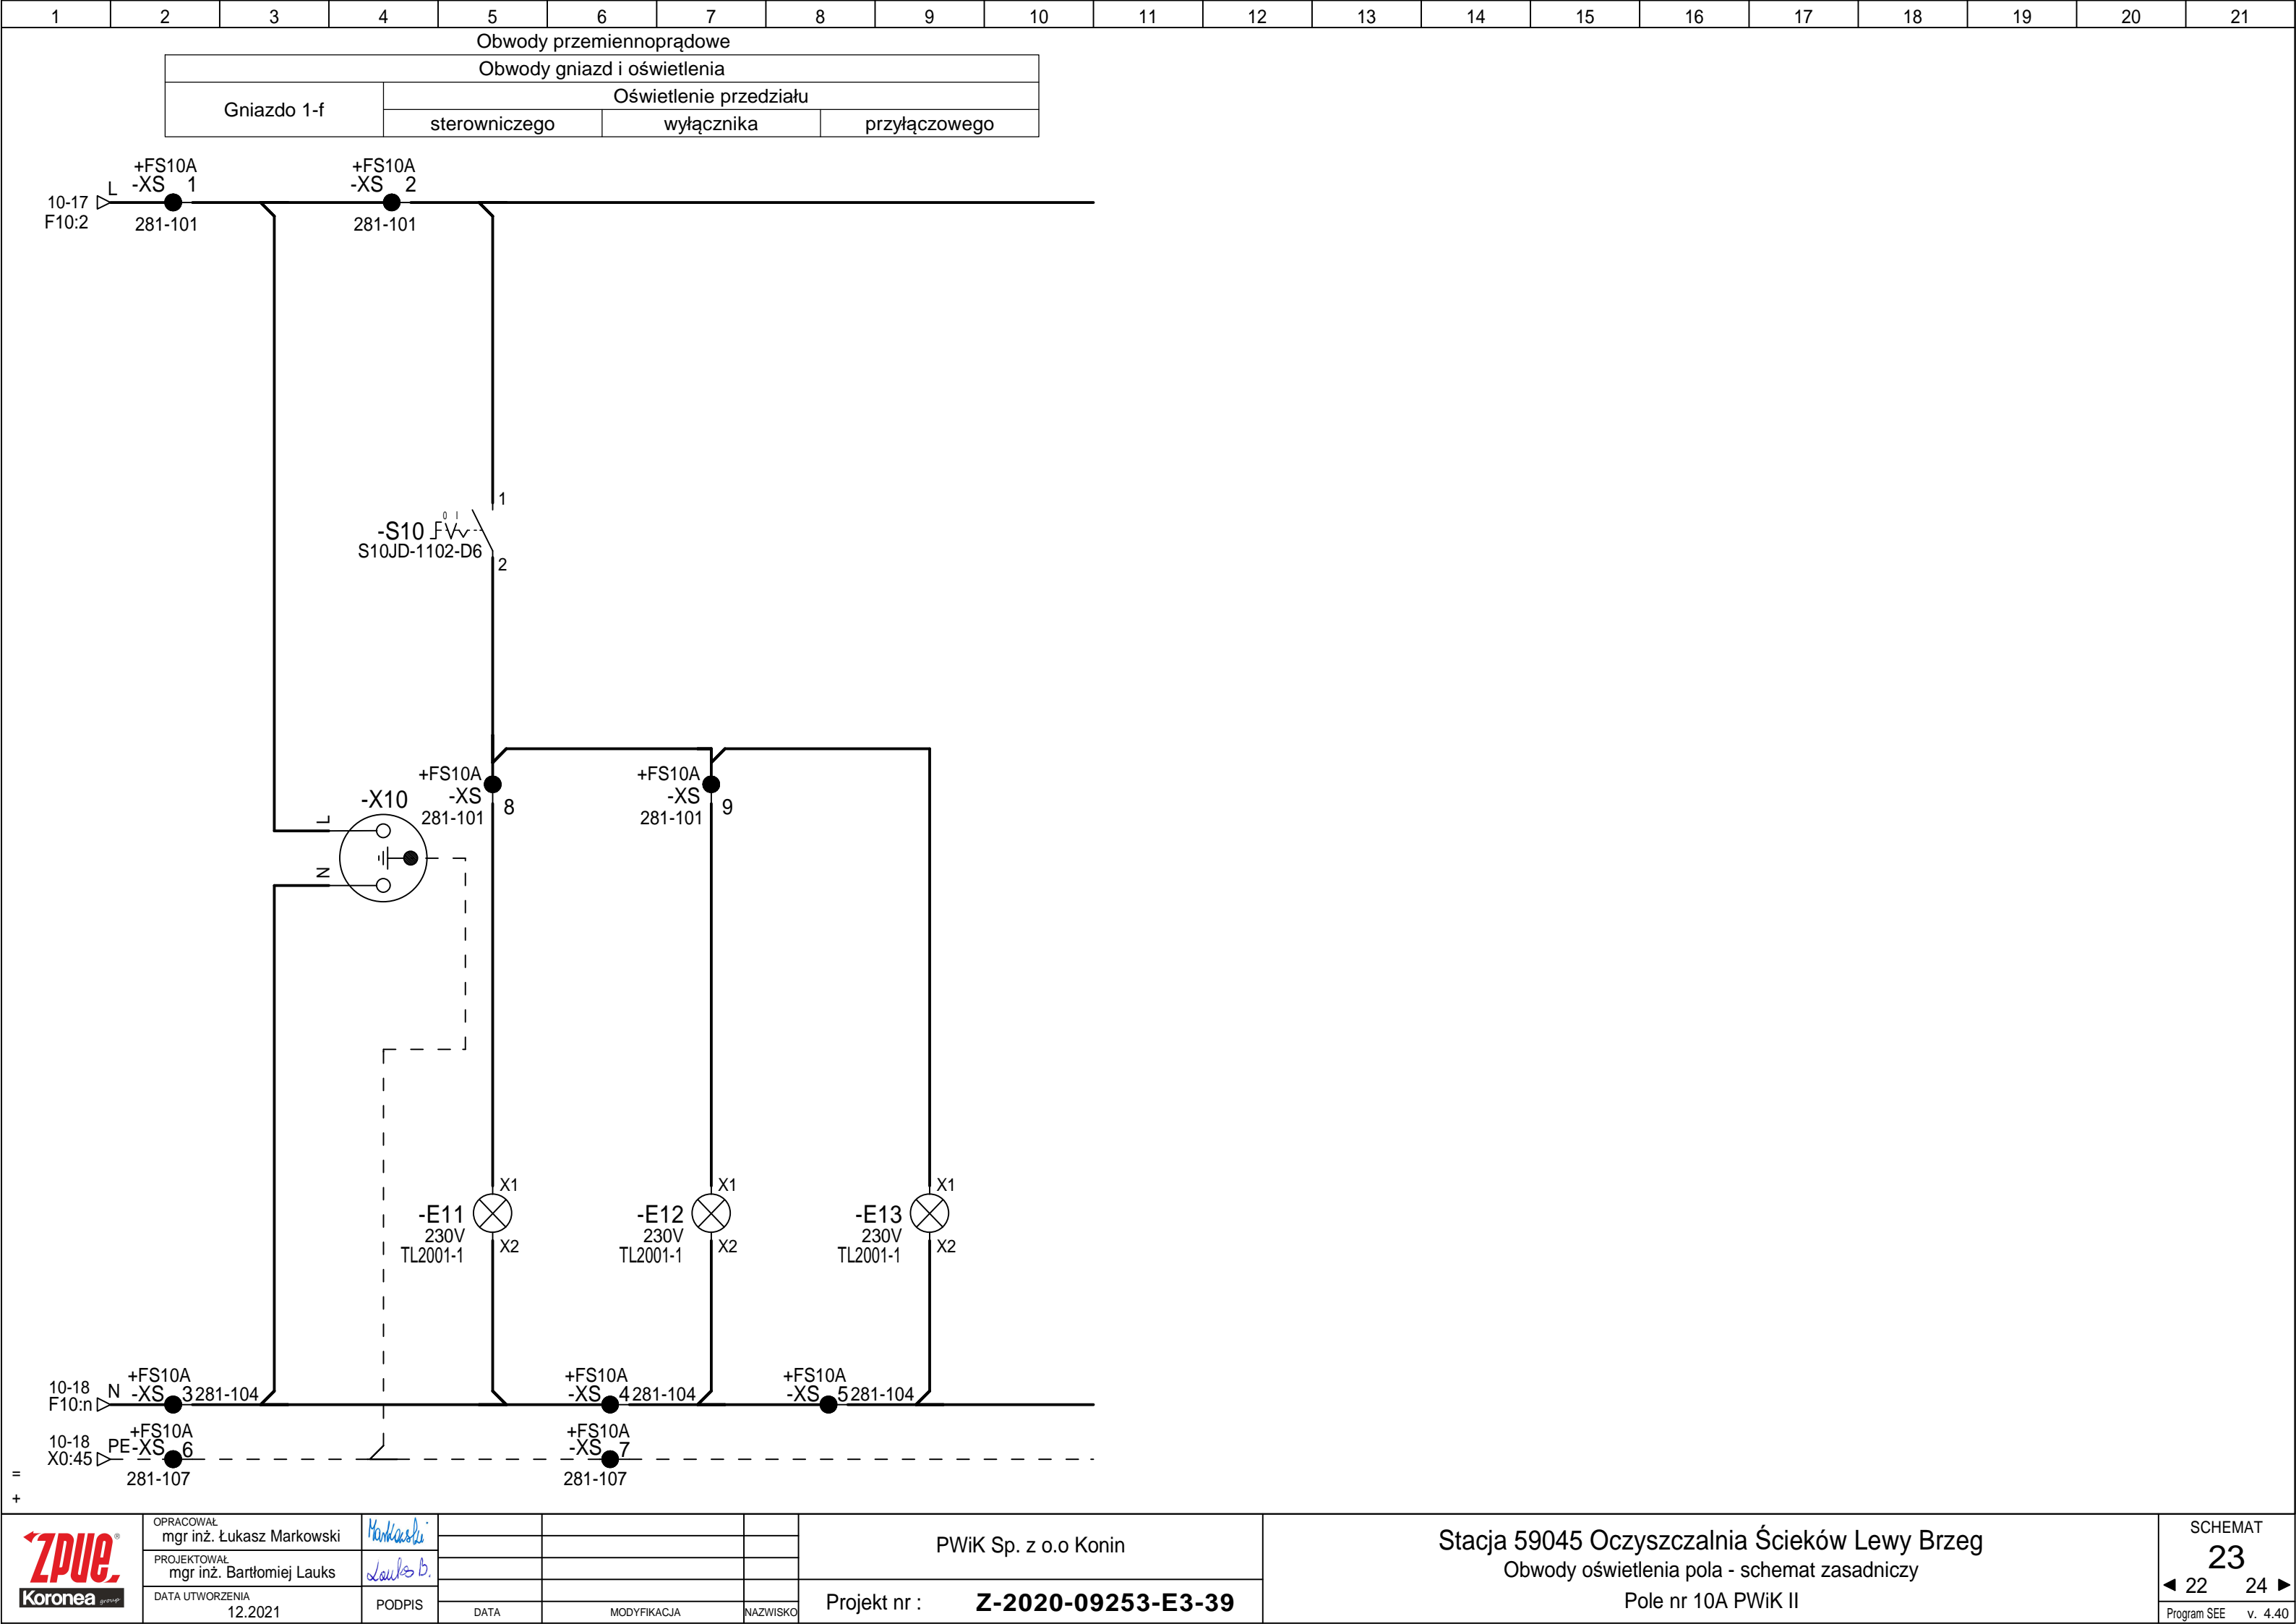 1 2 3 4 5 6 7 8 9 10 11 12 13 14 15 16 17 18 19 20 21
Obwody przemiennoprądowe
Obwody gniazd i oświetlenia
Gniazdo 1-f
Oświetlenie przedziału
sterowniczego
wyłącznika
przyłączowego
+FS10A
-XS 1
281-101
+FS10A
-XS 2
281-101
10-17 L
F10:2
1
0 I
-S10
S10JD-1102-D6
2
+FS10A
-XS
8
281-101
+FS10A
-XS
9
281-101
-X10
L
N
X1
-E11
230V
TL2001-1
X2
X1
-E12
230V
TL2001-1
X2
X1
-E13
230V
TL2001-1
X2
10-18 N
F10:n
+FS10A
-XS 3 281-104
+FS10A
-XS 4 281-104
+FS10A
-XS 5 281-104
10-18 PE
X0:45
+FS10A
-XS 6
281-107
+FS10A
-XS 7
281-107
=
+
ZPUE®
Koronea group
OPRACOWAŁ
mgr inż. Łukasz Markowski
Markowski
PROJEKTOWAŁ
mgr inż. Bartłomiej Lauks
Lauks B.
DATA UTWORZENIA
12.2021
PODPIS
DATA
MODYFIKACJA
NAZWISKO
PWiK Sp. z o.o Konin
Projekt nr : Z-2020-09253-E3-39
Stacja 59045 Oczyszczalnia Ścieków Lewy Brzeg
Obwody oświetlenia pola - schemat zasadniczy
Pole nr 10A PWiK II
SCHEMAT
23
22 24
Program SEE v. 4.40